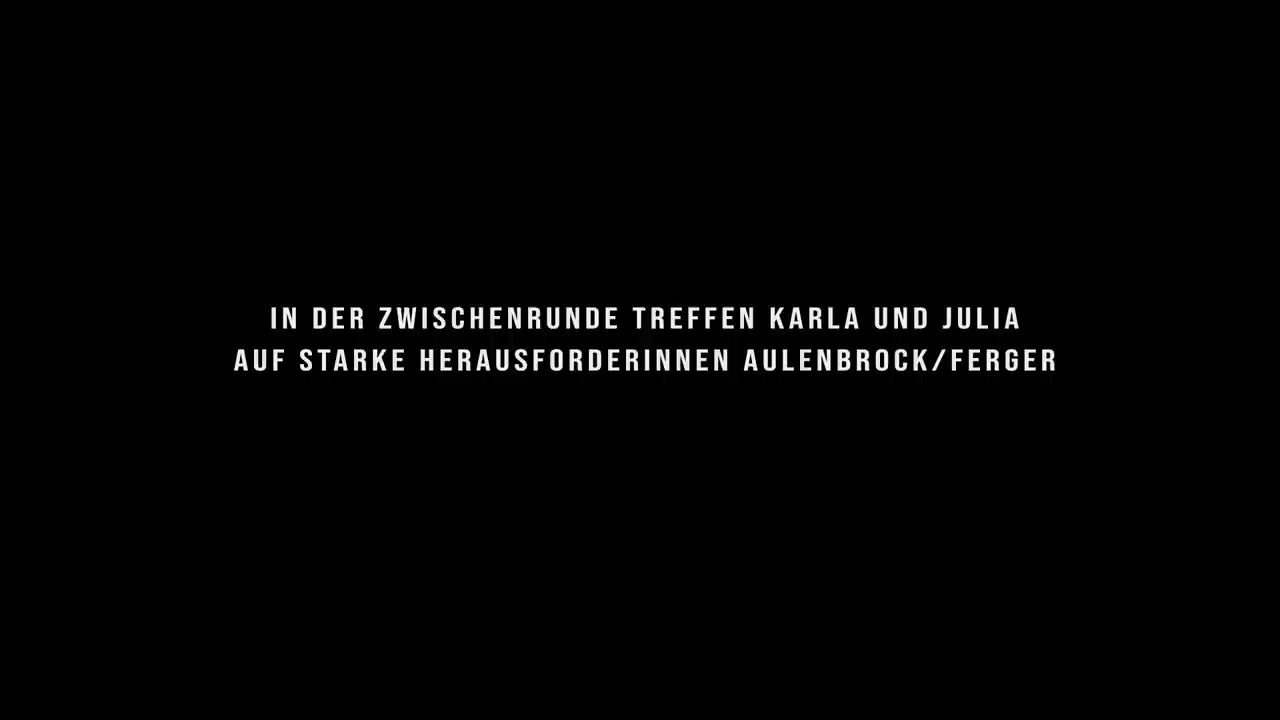 IN DER ZWISCHENRUNDE TREFFEN KARLA UND JULIA
AUF STARKE HERAUSFORDERINNEN AULENBROCK/FERGER